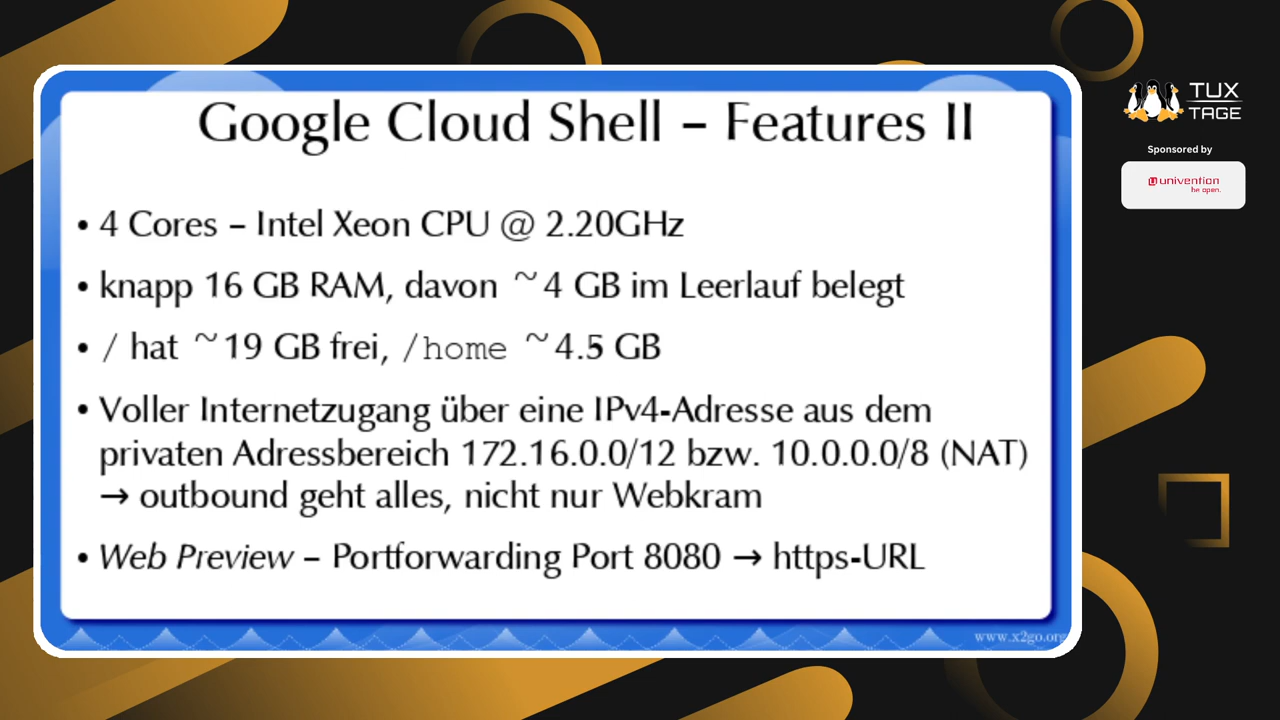 Google Cloud Shell – Features II
• 4 Cores – Intel Xeon CPU @ 2.20GHz
• knapp 16 GB RAM, davon ~4 GB im Leerlauf belegt
• / hat ~19 GB frei, /home ~4.5 GB
• Voller Internetzugang über eine IPv4-Adresse aus dem
privaten Adressbereich 172.16.0.0/12 bzw. 10.0.0.0/8 (NAT)
→ outbound geht alles, nicht nur Webkram
• Web Preview – Portforwarding Port 8080 → https-URL
www.x2go.org
TUX
TAGE
Sponsored by
univention
be open.